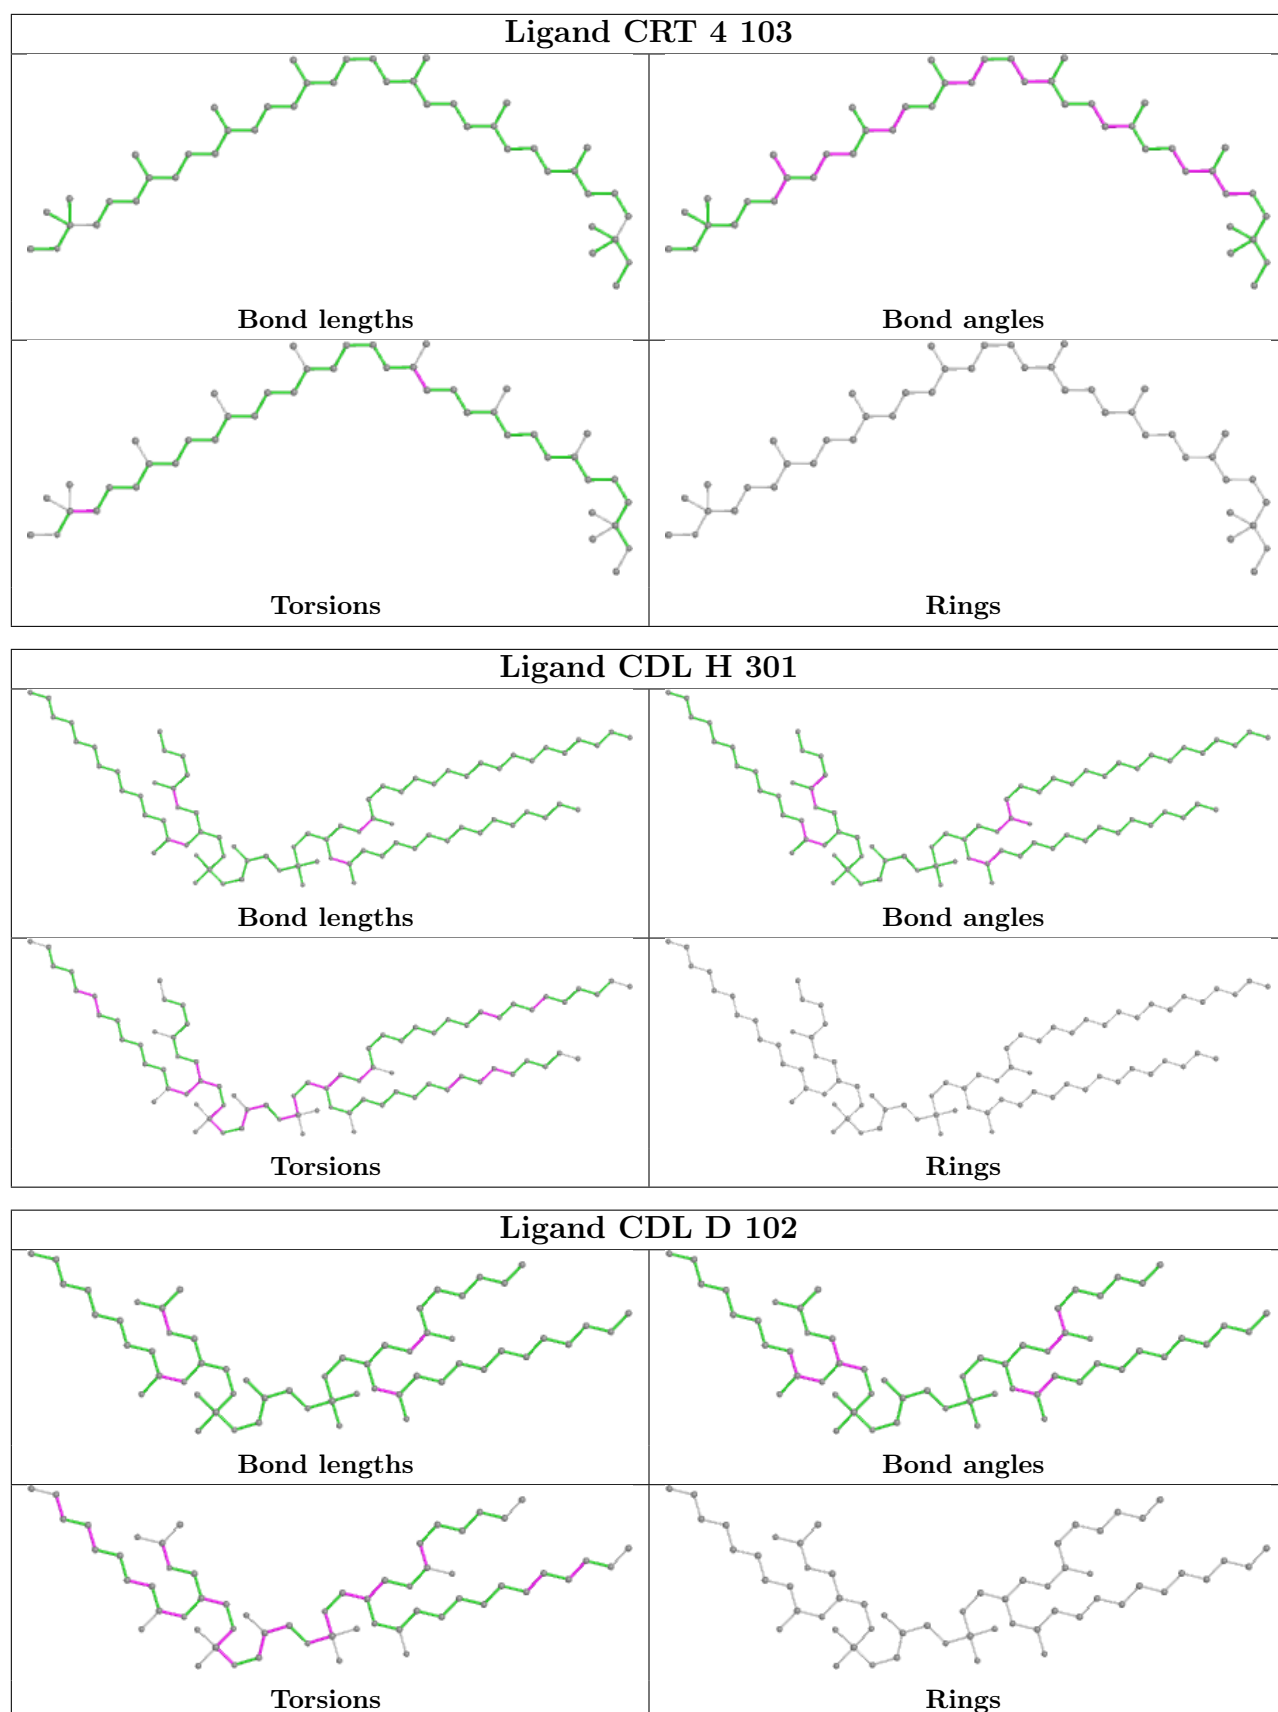 Ligand CRT 4 103
Bond lengths
Bond angles
Torsions
Rings
Ligand CDL H 301
Bond lengths
Bond angles
Torsions
Rings
Ligand CDL D 102
Bond lengths
Bond angles
Torsions
Rings